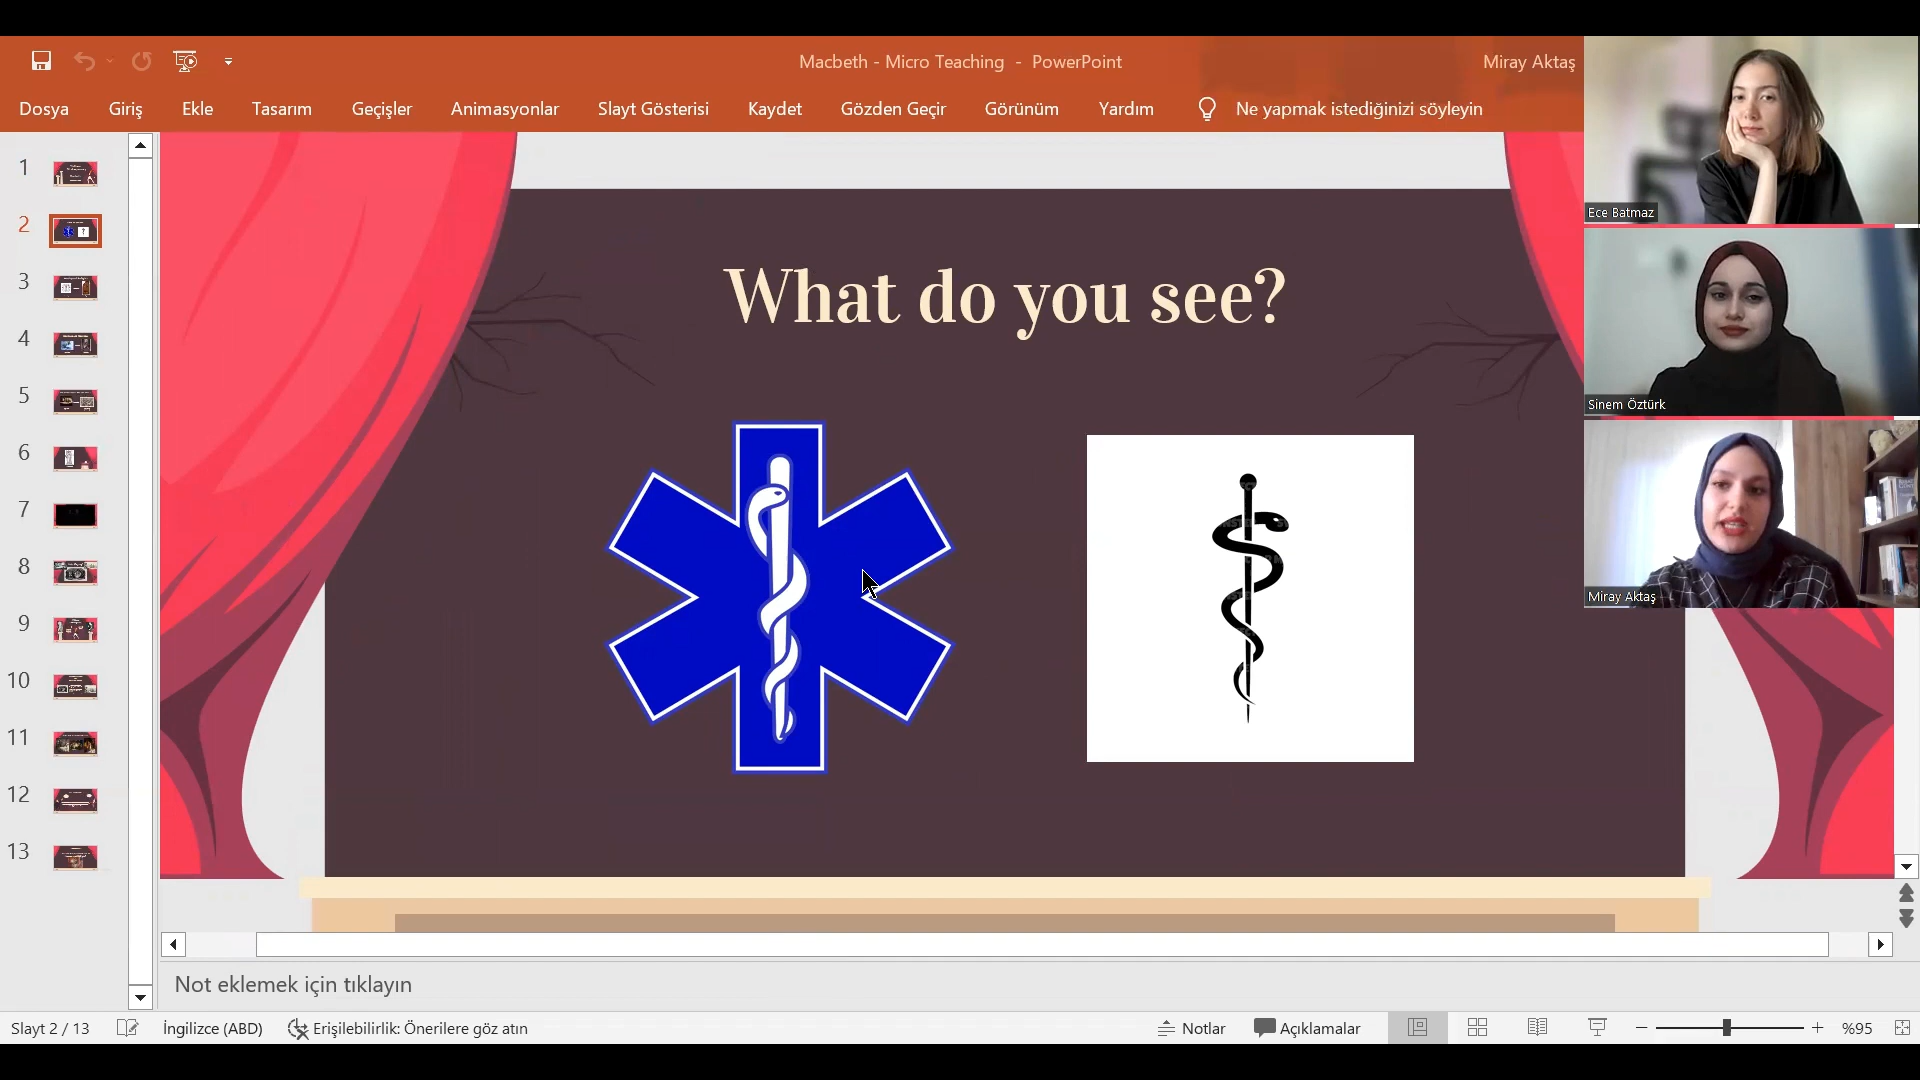 Macbeth - Micro Teaching - PowerPoint
Miray Aktaş
Dosya Giriş Ekle Tasarım Geçişler Animasyonlar Slayt Gösterisi Kaydet Gözden Geçir Görünüm Yardım Ne yapmak istediğinizi söyleyin
1
2
3
4
5
6
7
8
9
10
11
12
13
What do you see?
Ece Batmaz
Sinem Öztürk
Miray Aktaş
Not eklemek için tıklayın
Slayt 2 / 13 İngilizce (ABD) Erişilebilirlik: Önerilere göz atın Notlar Açıklamalar %95